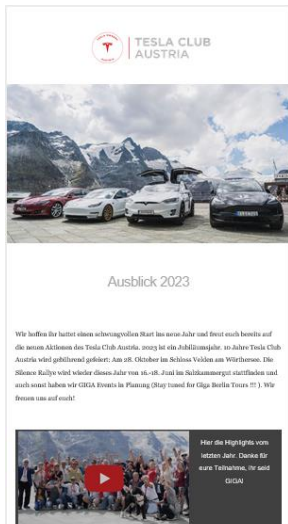 TESLA CLUB
AUSTRIA
Ausblick 2023
Wir hoffen ihr hattet einen schwungvollen Start ins neue Jahr und freut euch bereits auf
die neuen Aktionen des Tesla Club Austria. 2023 ist ein Jubiläumsjahr. 10 Jahre Tesla Club
Austria wird gebührend gefeiert: Am 28. Oktober im Schloss Velden am Wörthersee. Die
Silence Rallye wird wieder dieses Jahr von 16.-18. Juni im Salzkammergut stattfinden und
auch sonst haben wir GIGA Events in Planung (Stay tuned for Giga Berlin Tours !!! ). Wir
freuen uns auf euch!
Hier die Highlights vom
letzten Jahr. Danke für
eure Teilnahme, ihr seid
GIGA!